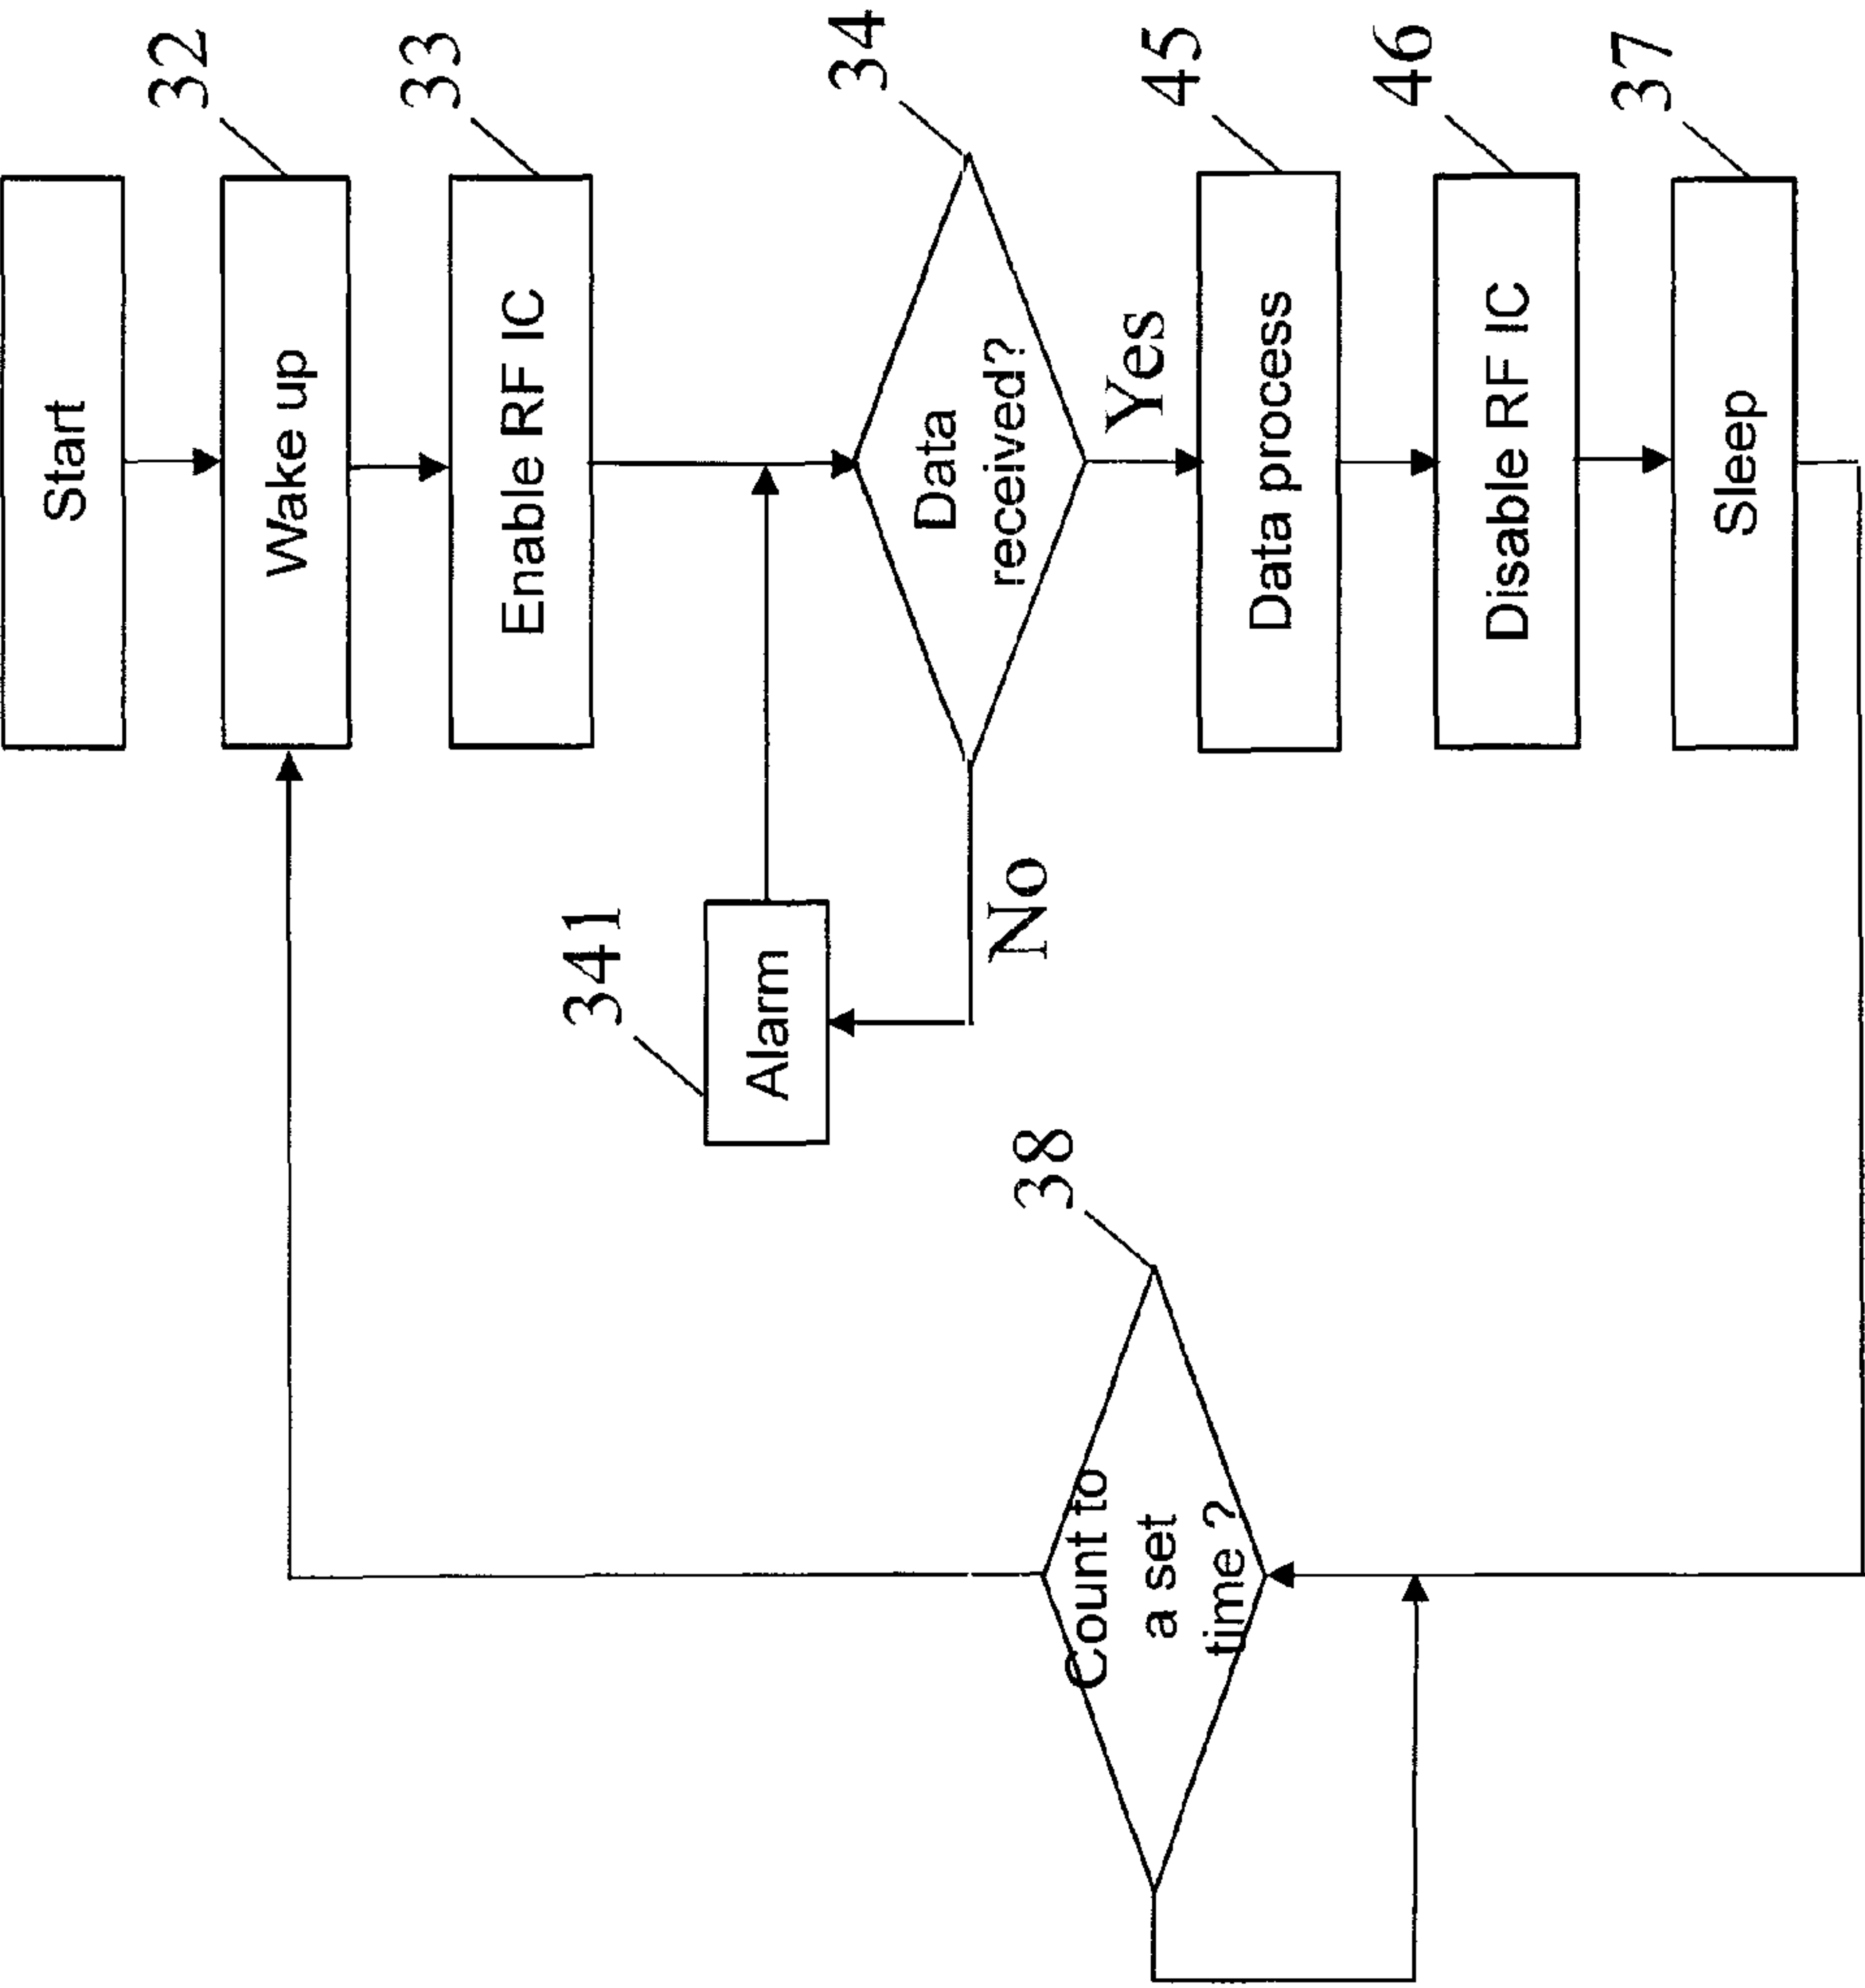 Start
32
Wake up
33
Enable RF IC
341
Alarm
34
Data
received?
No
Yes
45
Data process
46
Disable RF IC
37
Sleep
38
Count to
a set
time ?